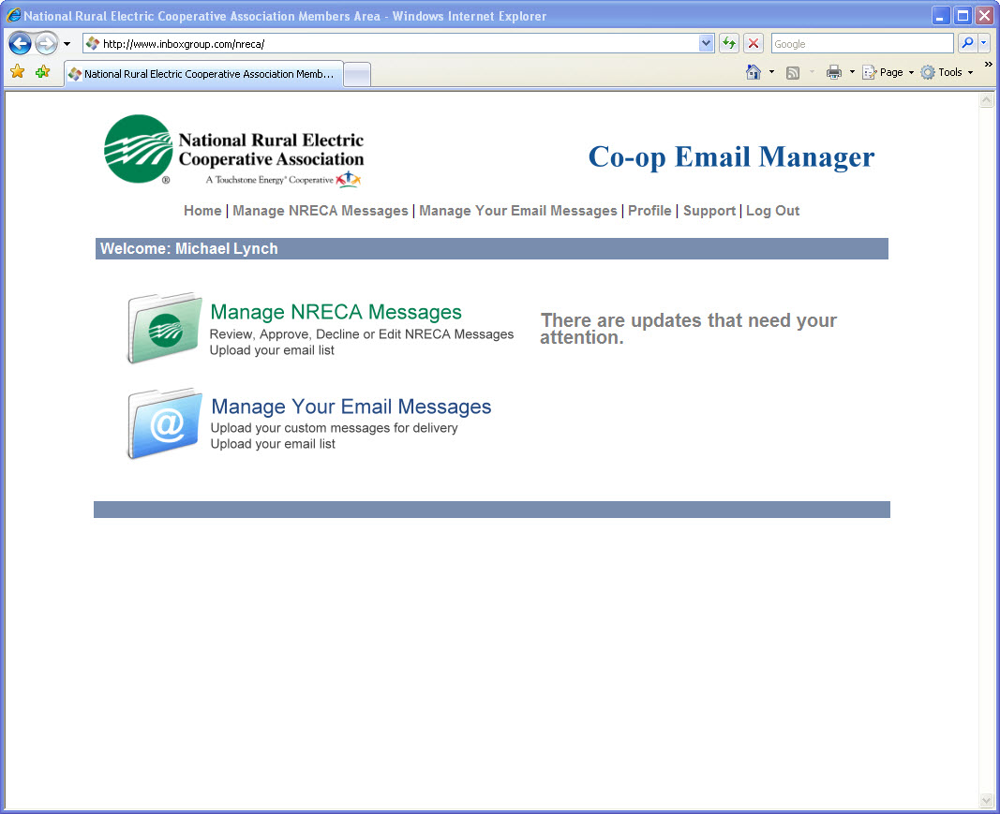 National Rural Electric Cooperative Association Members Area - Windows Internet Explorer
http://www.inboxgroup.com/nreca/
Google
National Rural Electric Cooperative Association Memb...
Page
Tools
National Rural Electric
Cooperative Association
®
A Touchstone Energy® Cooperative
Co-op Email Manager
Home | Manage NRECA Messages | Manage Your Email Messages | Profile | Support | Log Out
Welcome: Michael Lynch
Manage NRECA Messages
Review, Approve, Decline or Edit NRECA Messages
Upload your email list
There are updates that need your
attention.
@
Manage Your Email Messages
Upload your custom messages for delivery
Upload your email list